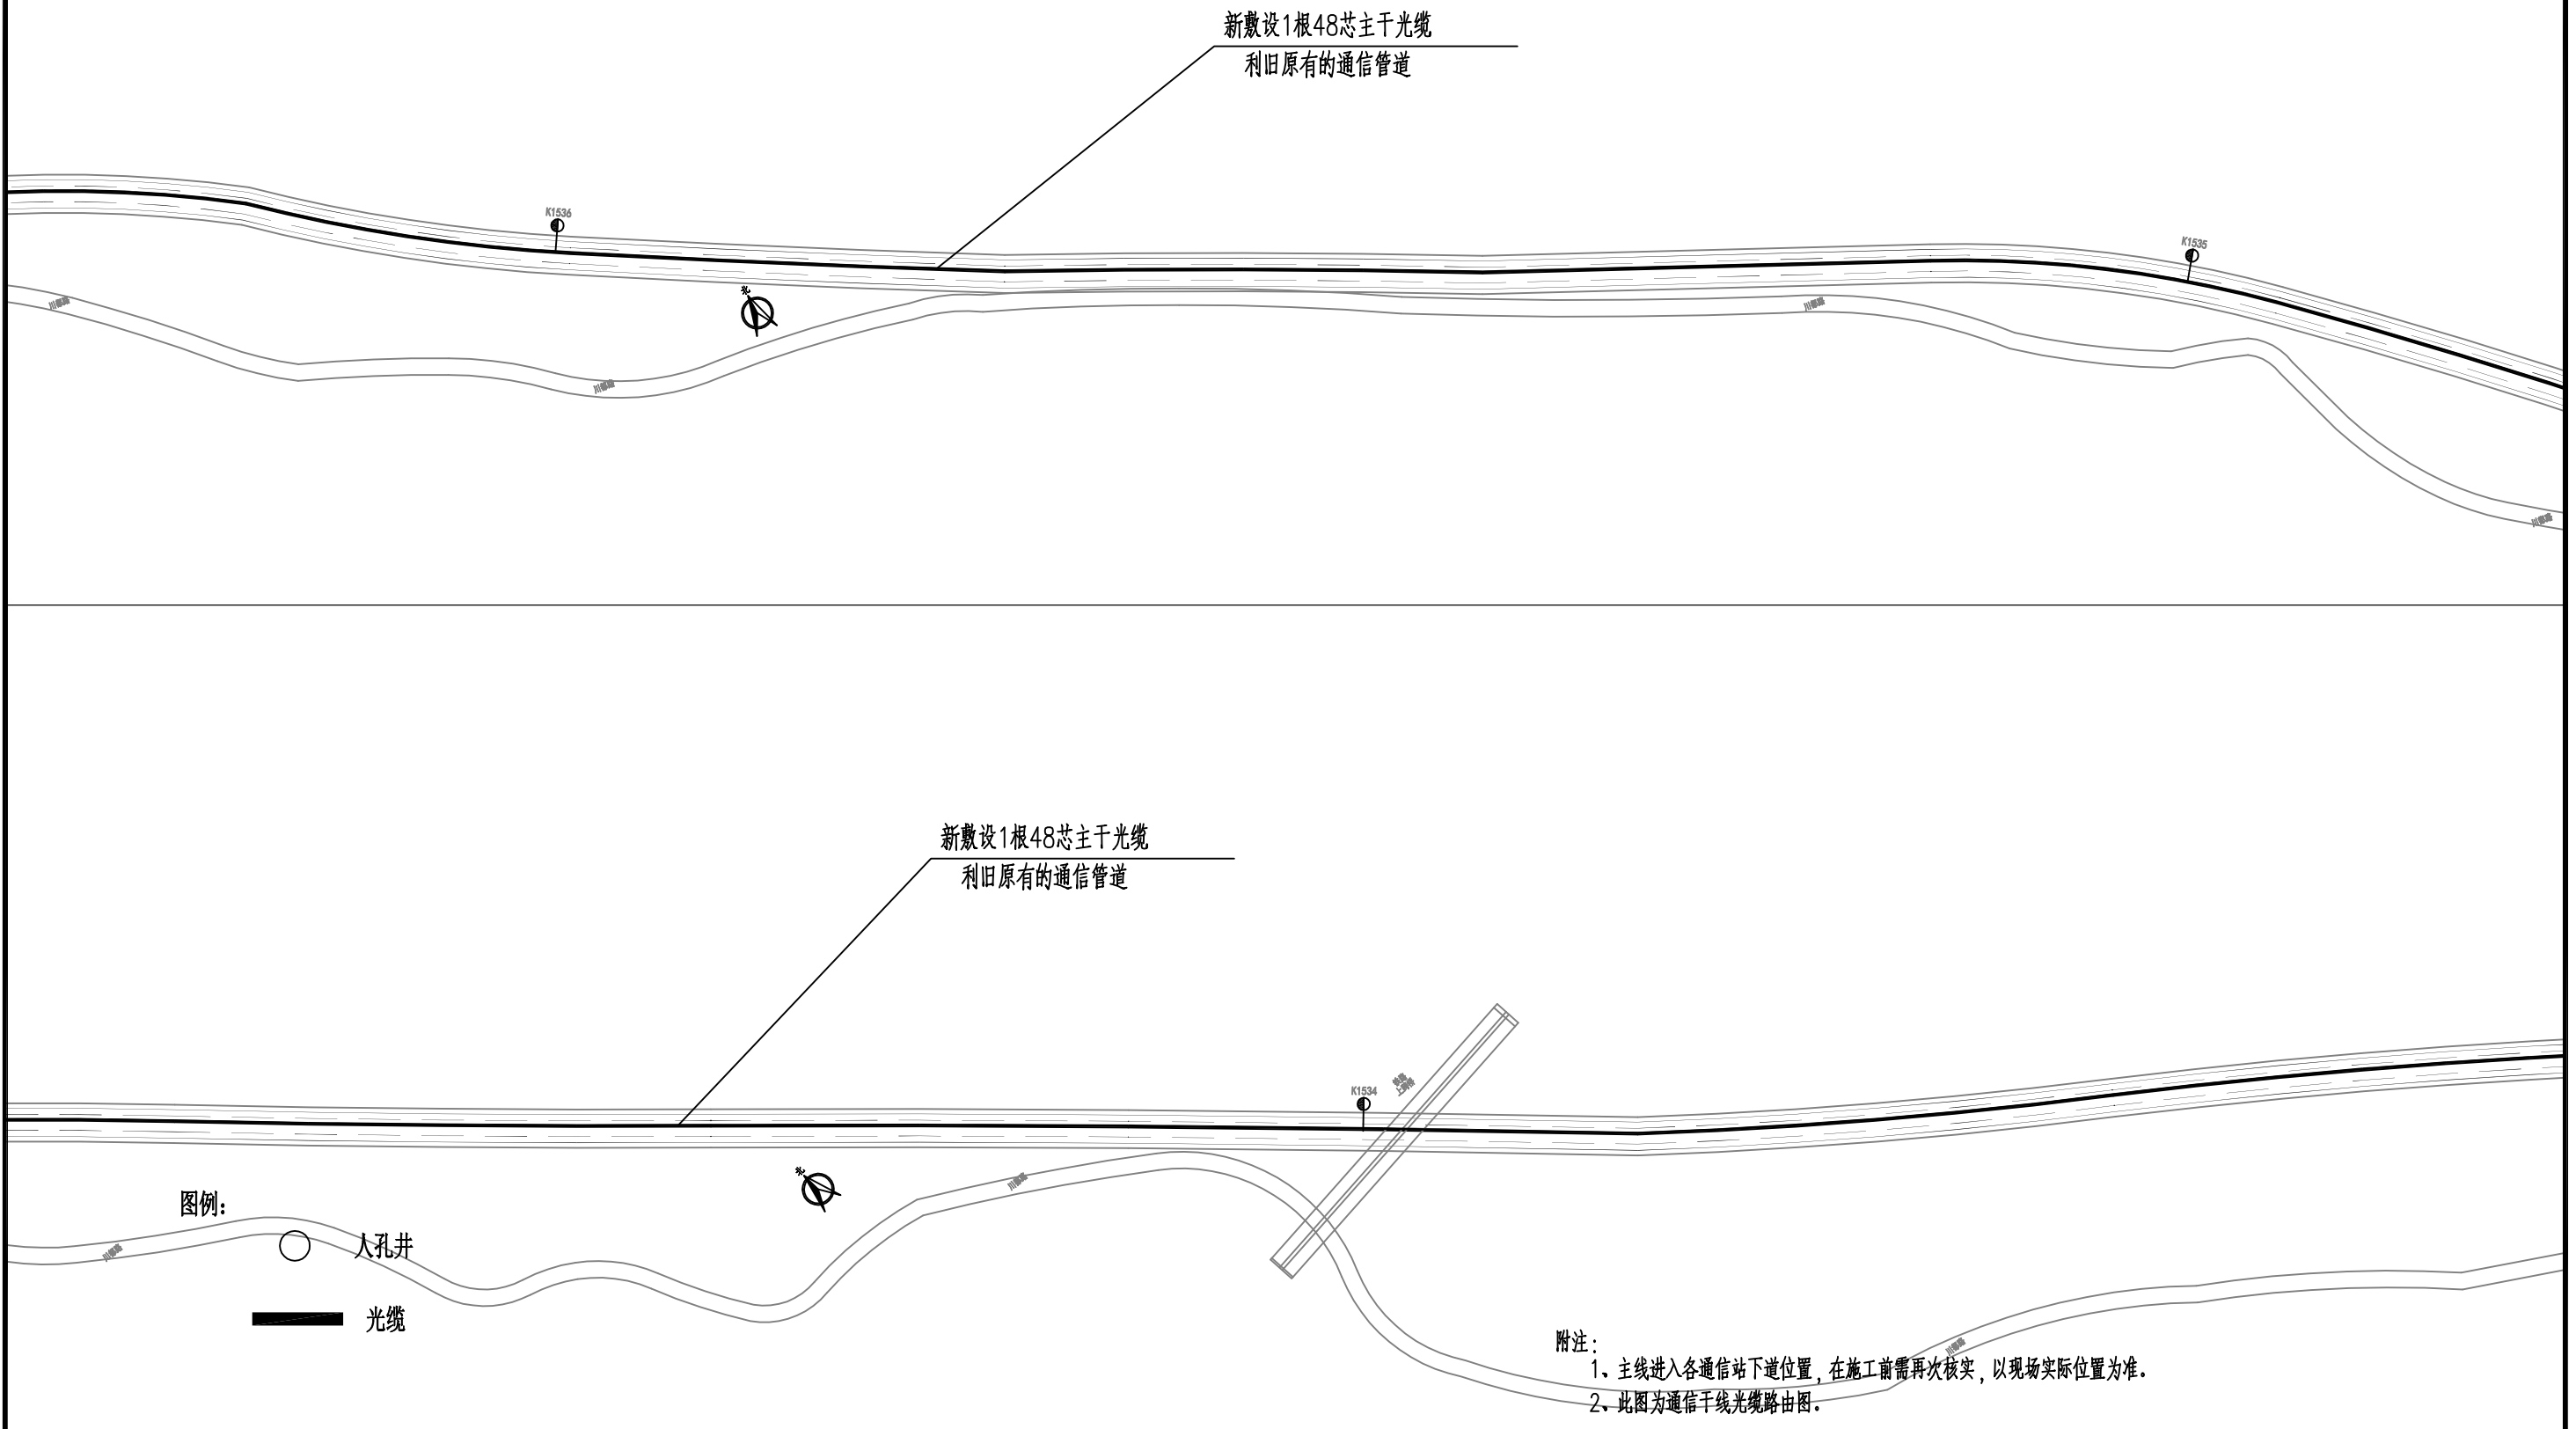 新敷设1根48芯主干光缆
利旧原有的通信管道
K1536
K1535
北
新敷设1根48芯主干光缆
利旧原有的通信管道
K1534
北
图例：
人孔井
光缆
附注：
1、主线进入各通信站下道位置，在施工前需再次核实，以现场实际位置为准。
2、此图为通信干线光缆路由图。